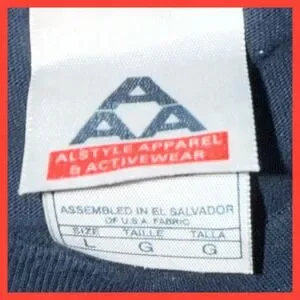 AAA
ALSTYLE APPAREL
& ACTIVEWEAR
ASSEMBLED IN EL SALVADOR
OF U.S.A. FABRIC
SIZE TAILLE TALLA
L G G